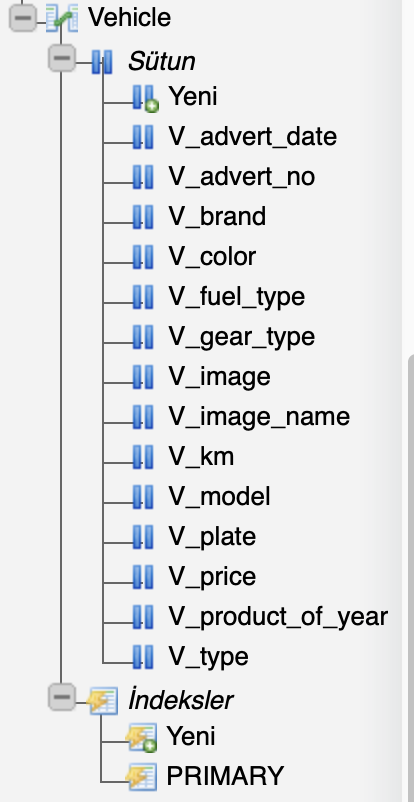 Vehicle
Sütun
Yeni
V_advert_date
V_advert_no
V_brand
V_color
V_fuel_type
V_gear_type
V_image
V_image_name
V_km
V_model
V_plate
V_price
V_product_of_year
V_type
İndeksler
Yeni
PRIMARY